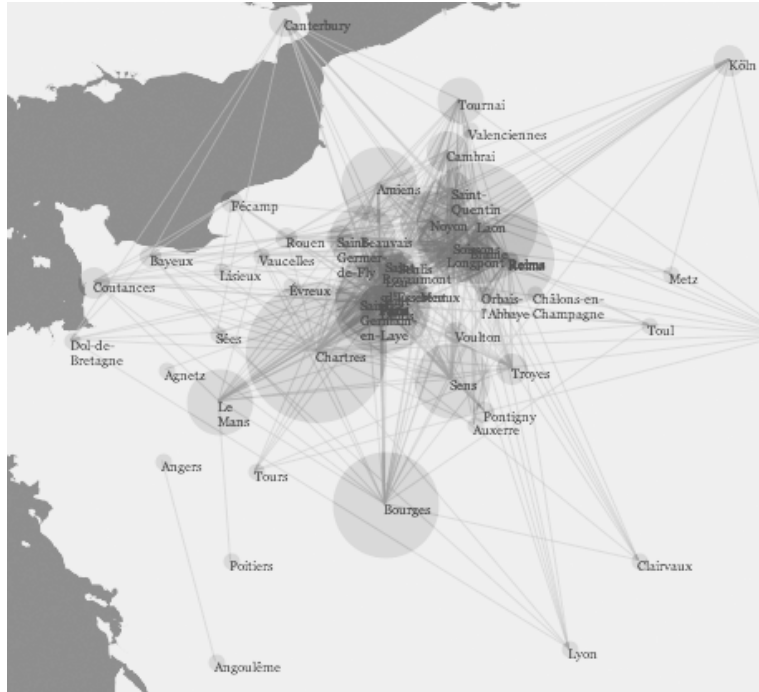 Canterbury
Köln
Tournai
Valenciennes
Cambrai
Amiens
Saint-
Quentin
Fécamp
Noyon
Laon
Rouen
Beauvais
Germer-
de-Fly
Soissons
Longpont
Reims
Bayeux
Vaucelles
Lisieux
Royaumont
Metz
Coutances
Évreux
Orbais-
l'Abbaye
Châlons-en-
Champagne
Germain-
en-Laye
Toul
Dol-de-
Bretagne
Sées
Voulton
Chartres
Agnetz
Troyes
Sens
Le
Mans
Pontigny
Auxerre
Angers
Tours
Bourges
Poitiers
Clairvaux
Lyon
Angoulême